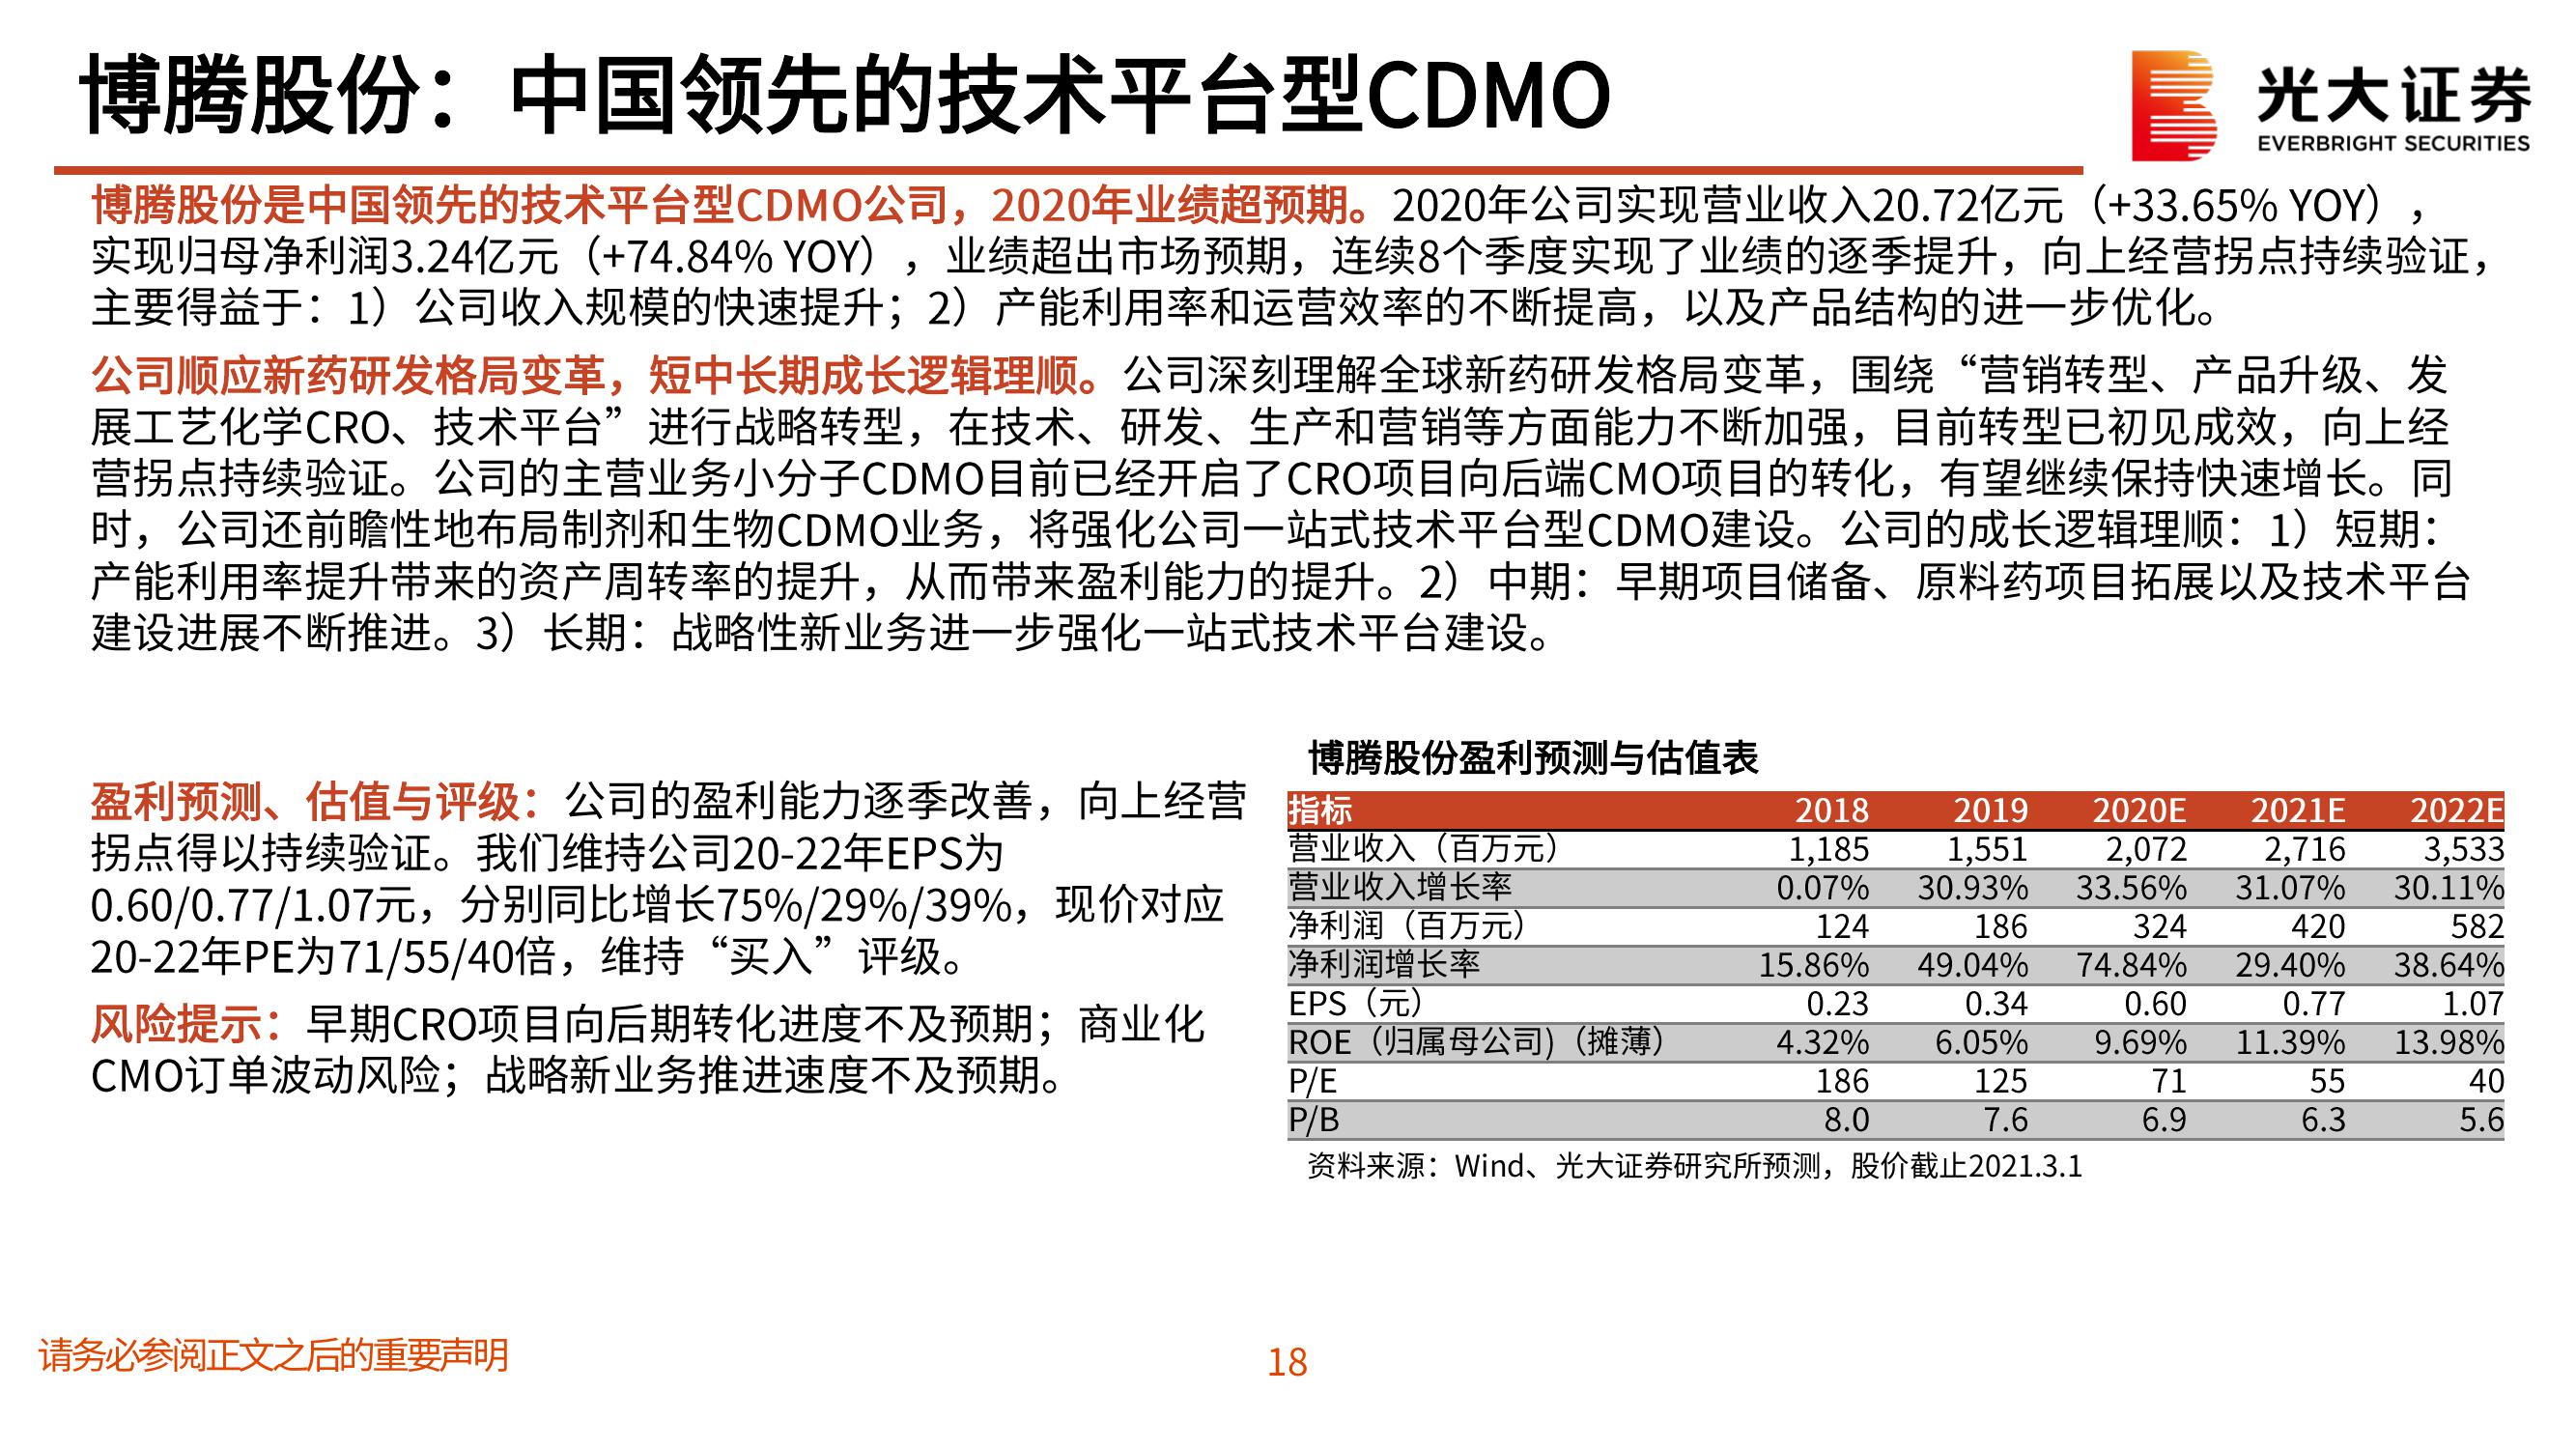 博腾股份：中国领先的技术平台型CDMO
光大证券
EVERBRIGHT SECURITIES
博腾股份是中国领先的技术平台型CDMO公司，2020年业绩超预期。2020年公司实现营业收入20.72亿元（+33.65% YOY），
实现归母净利润3.24亿元（+74.84% YOY），业绩超出市场预期，连续8个季度实现了业绩的逐季提升，向上经营拐点持续验证，
主要得益于：1）公司收入规模的快速提升；2）产能利用率和运营效率的不断提高，以及产品结构的进一步优化。
公司顺应新药研发格局变革，短中长期成长逻辑理顺。公司深刻理解全球新药研发格局变革，围绕“营销转型、产品升级、发
展工艺化学CRO、技术平台”进行战略转型，在技术、研发、生产和营销等方面能力不断加强，目前转型已初见成效，向上经
营拐点持续验证。公司的主营业务小分子CDMO目前已经开启了CRO项目向后端CMO项目的转化，有望继续保持快速增长。同
时，公司还前瞻性地布局制剂和生物CDMO业务，将强化公司一站式技术平台型CDMO建设。公司的成长逻辑理顺：1）短期：
产能利用率提升带来的资产周转率的提升，从而带来盈利能力的提升。2）中期：早期项目储备、原料药项目拓展以及技术平台
建设进展不断推进。3）长期：战略性新业务进一步强化一站式技术平台建设。
盈利预测、估值与评级：公司的盈利能力逐季改善，向上经营
拐点得以持续验证。我们维持公司20-22年EPS为
0.60/0.77/1.07元，分别同比增长75%/29%/39%，现价对应
20-22年PE为71/55/40倍，维持“买入”评级。
风险提示：早期CRO项目向后期转化进度不及预期；商业化
CMO订单波动风险；战略新业务推进速度不及预期。
博腾股份盈利预测与估值表
指标 2018 2019 2020E 2021E 2022E
营业收入（百万元） 1,185 1,551 2,072 2,716 3,533
营业收入增长率 0.07% 30.93% 33.56% 31.07% 30.11%
净利润（百万元） 124 186 324 420 582
净利润增长率 15.86% 49.04% 74.84% 29.40% 38.64%
EPS（元） 0.23 0.34 0.60 0.77 1.07
ROE（归属母公司)（摊薄） 4.32% 6.05% 9.69% 11.39% 13.98%
P/E 186 125 71 55 40
P/B 8.0 7.6 6.9 6.3 5.6
资料来源：Wind、光大证券研究所预测，股价截止2021.3.1
请务必参阅正文之后的重要声明
18